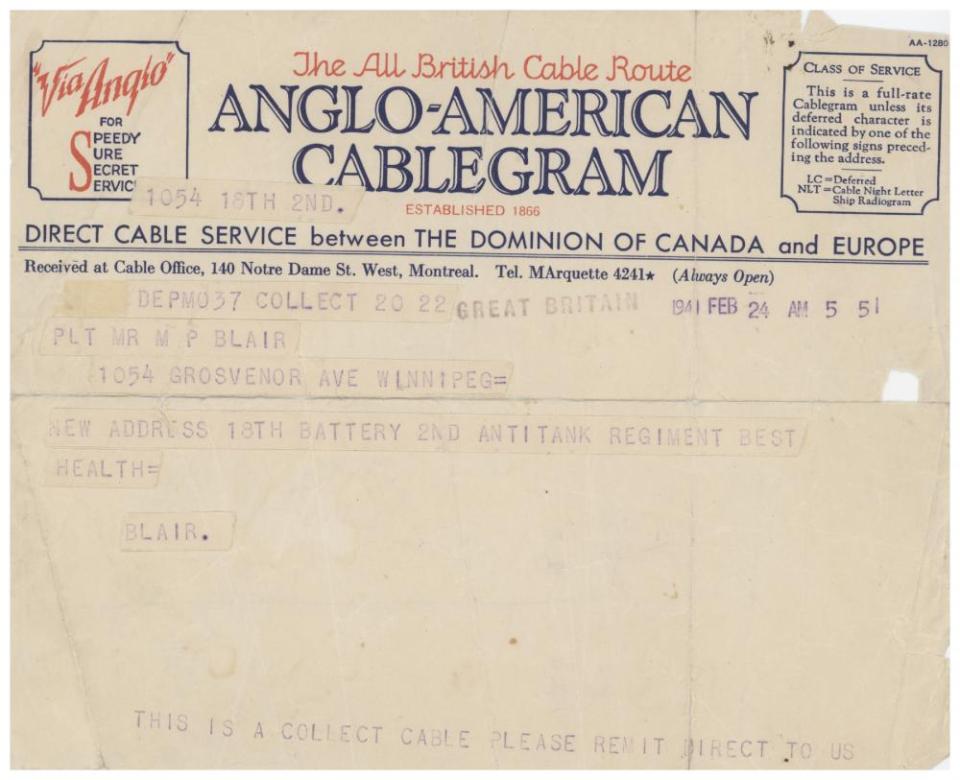 AA-1280
"Via Anglo"
FOR
SPEEDY
SURE
SECRET
SERVIC
The All British Cable Route
ANGLO-AMERICAN
CABLEGRAM
ESTABLISHED 1866
CLASS OF SERVICE
This is a full-rate
Cablegram unless its
deferred character is
indicated by one of the
following signs preced-
ing the address.
LC = Deferred
NLT = Cable Night Letter
Ship Radiogram
1054 18TH 2ND.
DIRECT CABLE SERVICE between THE DOMINION OF CANADA and EUROPE
Received at Cable Office, 140 Notre Dame St. West, Montreal. Tel. MArquette 4241★ (Always Open)
DEPM037 COLLECT 20 22 GREAT BRITAIN 1941 FEB 24 AM 5 51
PLT MR M P BLAIR
1054 GROSVENOR AVE WINNIPEG=
NEW ADDRESS 18TH BATTERY 2ND ANTITANK REGIMENT BEST
HEALTH=
BLAIR.
THIS IS A COLLECT CABLE PLEASE REMIT DIRECT TO US